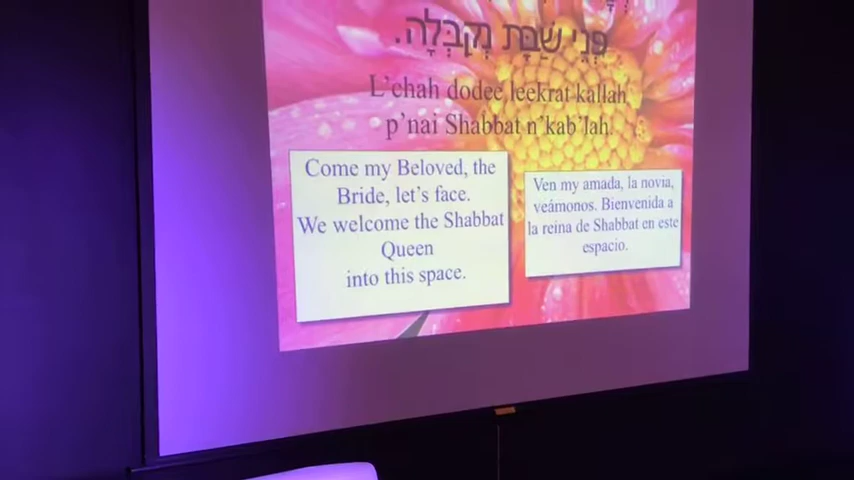 פְּנֵי שַׁבָּת נְקַבְּלָה.
L'chah dodee leekrat kallah
p'nai Shabbat n'kab'lah.
Come my Beloved, the
Bride, let's face.
We welcome the Shabbat
Queen
into this space.
Ven my amada, la novia,
veámonos. Bienvenida a
la reina de Shabbat en este
espacio.